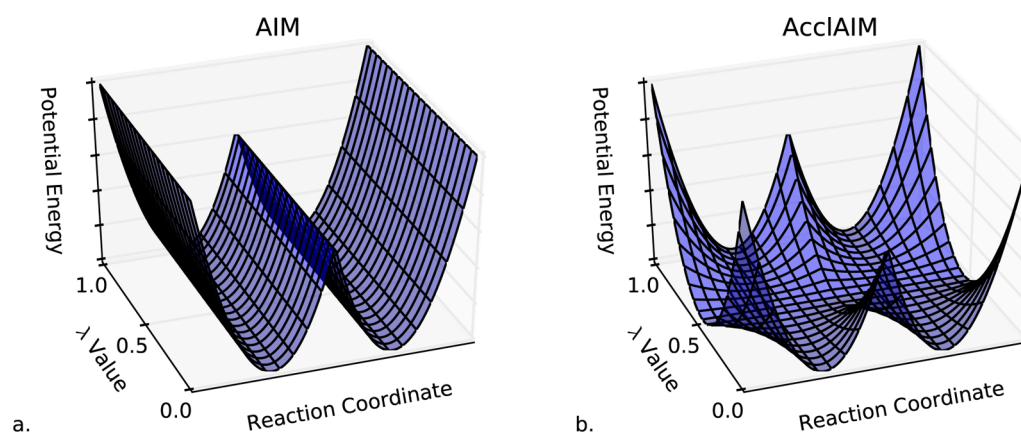 AIM
Potential Energy
1.0
0.5
0.0
λ Value
Reaction Coordinate
a.
AcclAIM
Potential Energy
1.0
0.5
0.0
λ Value
Reaction Coordinate
b.